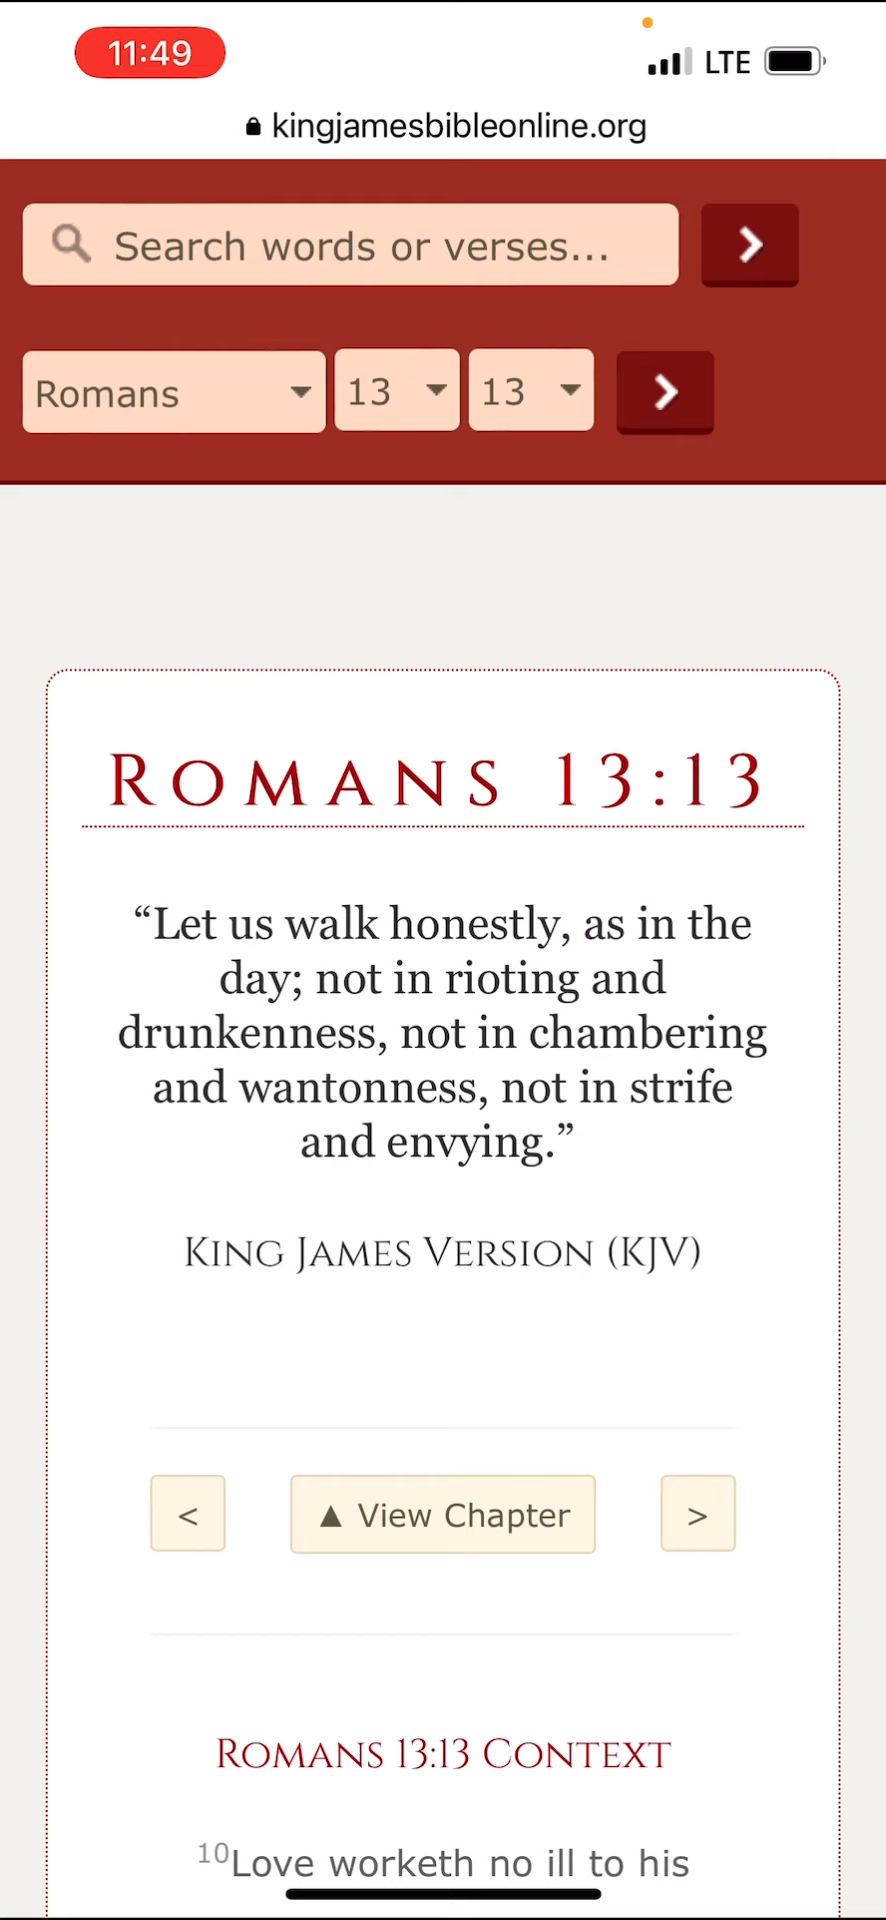 11:49
LTE
kingjamesbibleonline.org
Search words or verses...
Romans 13 13
ROMANS 13:13
“Let us walk honestly, as in the
day; not in rioting and
drunkenness, not in chambering
and wantonness, not in strife
and envying.”
KING JAMES VERSION (KJV)
< ▲ View Chapter >
ROMANS 13:13 CONTEXT
10Love worketh no ill to his